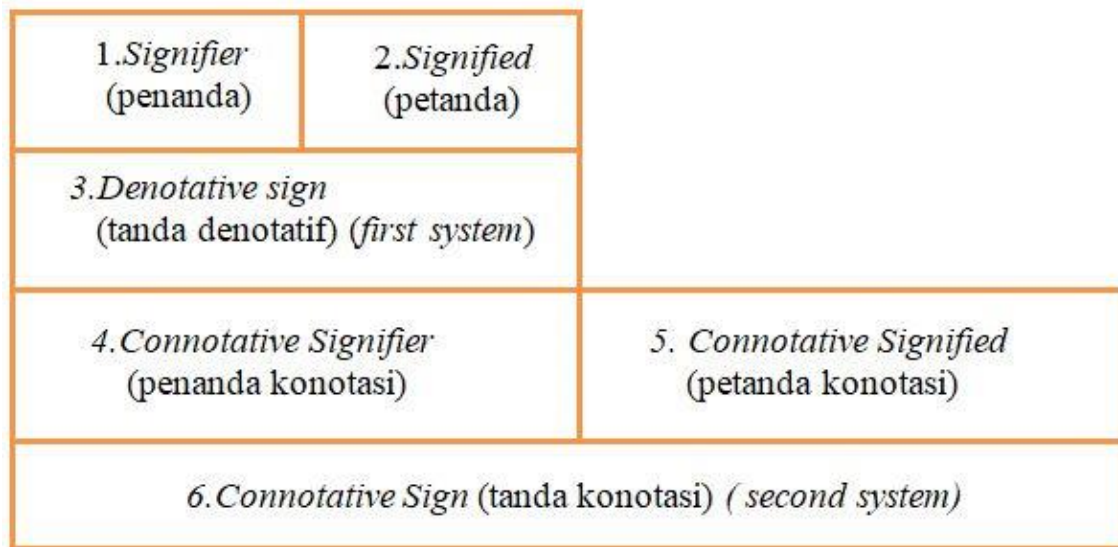 1.Signifier
(penanda)
2.Signified
(petanda)
3.Denotative sign
(tanda denotatif) (first system)
4.Connotative Signifier
(penanda konotasi)
5. Connotative Signified
(petanda konotasi)
6.Connotative Sign (tanda konotasi) ( second system)